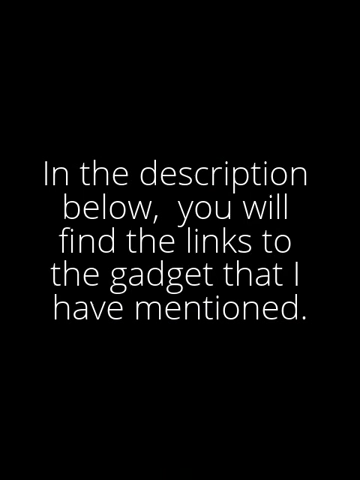 In the description
below,  you will
find the links to
the gadget that I
have mentioned.